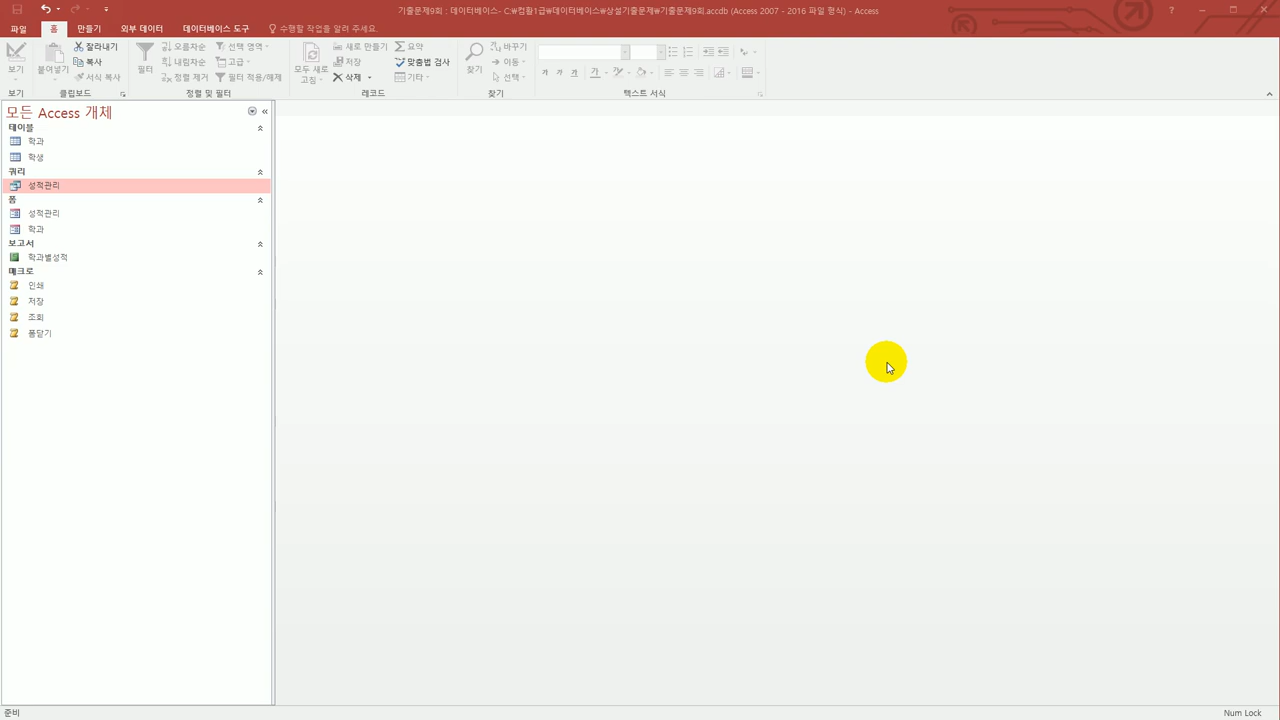 기출문제9회 : 데이터베이스- C:₩컴활1급₩데이터베이스₩상설기출문제₩기출문제9회.accdb (Access 2007 - 2016 파일 형식) - Access
?
파일 홈 만들기 외부 데이터 데이터베이스 도구 수행할 작업을 알려 주세요.
보기
붙여넣기
잘라내기
복사
서식 복사
필터
오름차순
내림차순
정렬 제거
선택 영역
고급
필터 적용/해제
모두 새로
고침
새로 만들기
저장
삭제
요약
맞춤법 검사
기타
찾기
바꾸기
이동
선택
가 가 가 가
보기 클립보드 정렬 및 필터 레코드 찾기 텍스트 서식
모든 Access 개체
테이블
학과
학생
쿼리
성적관리
폼
성적관리
학과
보고서
학과별성적
매크로
인쇄
저장
조회
폼닫기
준비
Num Lock